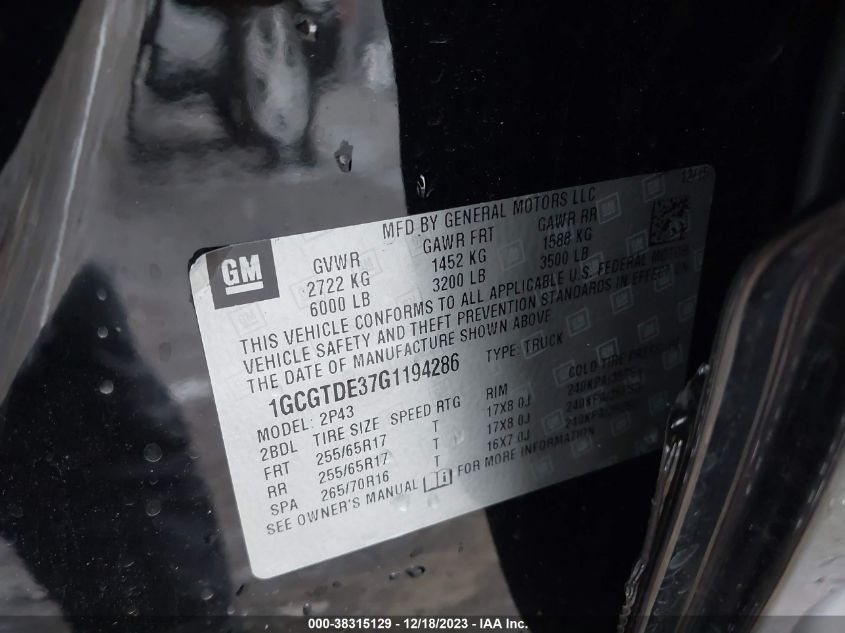 12/15
MFD BY GENERAL MOTORS LLC
GM
GVWR GAWR FRT GAWR RR
2722 KG 1452 KG 1588 KG
6000 LB 3200 LB 3500 LB
THIS VEHICLE CONFORMS TO ALL APPLICABLE U.S. FEDERAL MOTOR
VEHICLE SAFETY AND THEFT PREVENTION STANDARDS IN EFFECT ON
THE DATE OF MANUFACTURE SHOWN ABOVE
1GCGTDE37G1194286 TYPE: TRUCK
MODEL: 2P43
2BDL TIRE SIZE SPEED RTG RIM COLD TIRE PRESSURE
FRT 255/65R17 T 17X8.0J
RR 255/65R17 T 17X8.0J
SPA 265/70R16 T 16X7.0J
SEE OWNER'S MANUAL FOR MORE INFORMATION
000-38315129 - 12/18/2023 - IAA Inc.